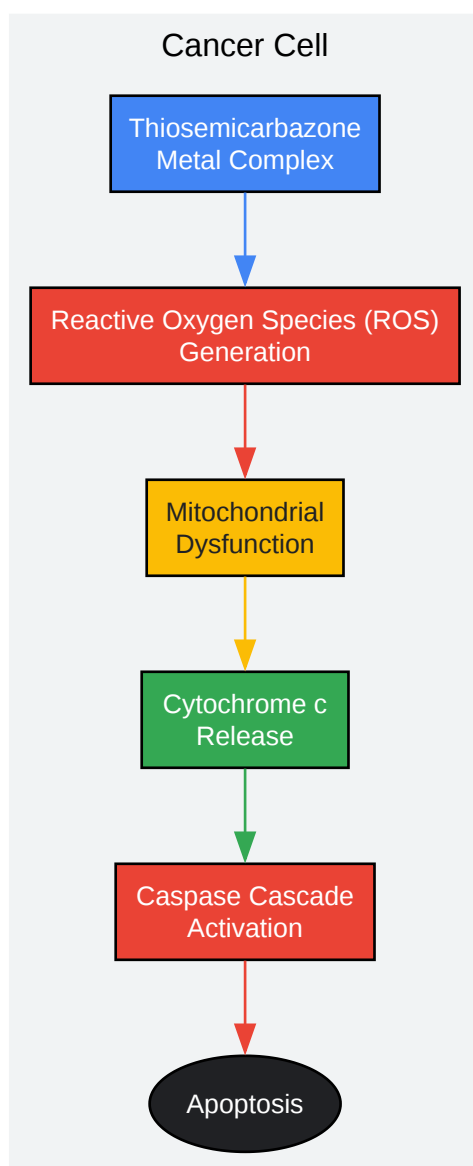 Cancer Cell
Thiosemicarbazone
Metal Complex
Reactive Oxygen Species (ROS)
Generation
Mitochondrial
Dysfunction
Cytochrome c
Release
Caspase Cascade
Activation
Apoptosis